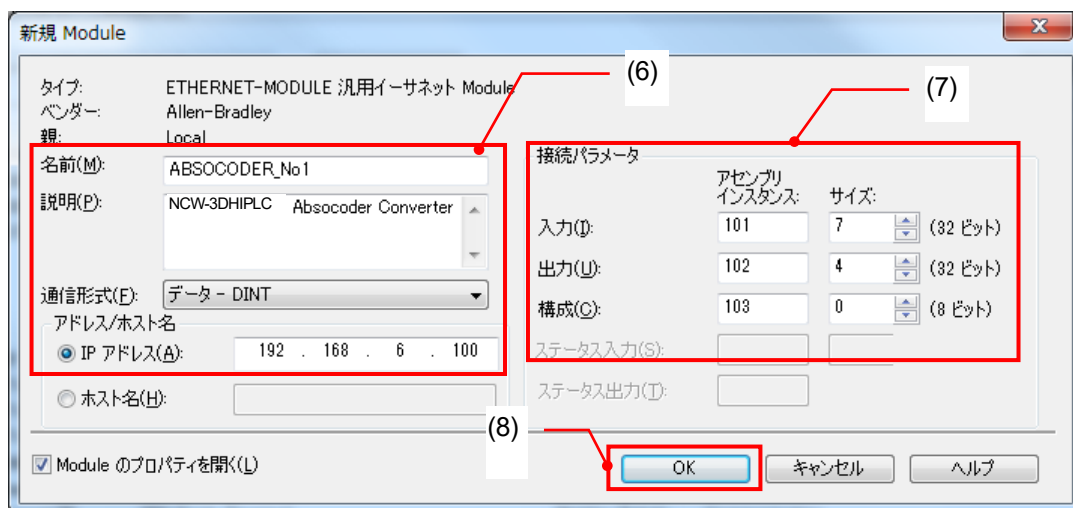 新規 Module
タイプ: ETHERNET-MODULE 汎用イーサネット Module
ベンダー: Allen-Bradley
親: Local
(6)
(7)
名前(M): ABSOCODER_No1
説明(P): NCW-3DHIPLC Absocoder Converter
通信形式(F): データ - DINT
アドレス/ホスト名
IP アドレス(A): 192 . 168 . 6 . 100
ホスト名(H):
接続パラメータ
アセンブリ
インスタンス: サイズ:
入力(I): 101 7 (32 ビット)
出力(U): 102 4 (32 ビット)
構成(C): 103 0 (8 ビット)
ステータス入力(S):
ステータス出力(T):
(8)
Module のプロパティを開く(L)
OK キャンセル ヘルプ